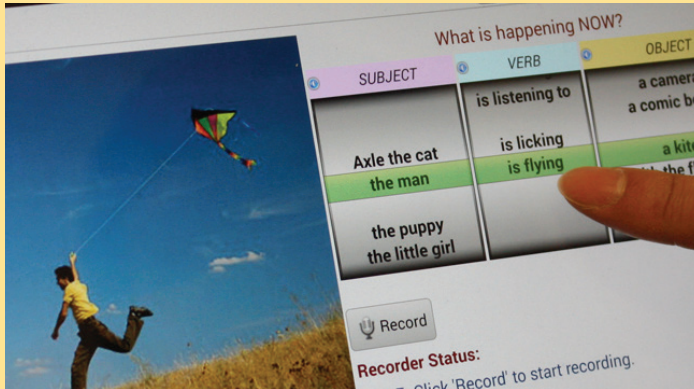 What is happening NOW?
SUBJECT
VERB
OBJECT
Axle the cat
the man
the puppy
the little girl
is listening to
is licking
is flying
a camera
a comic
a kite
the
Record
Recorder Status:
Click 'Record' to start recording.